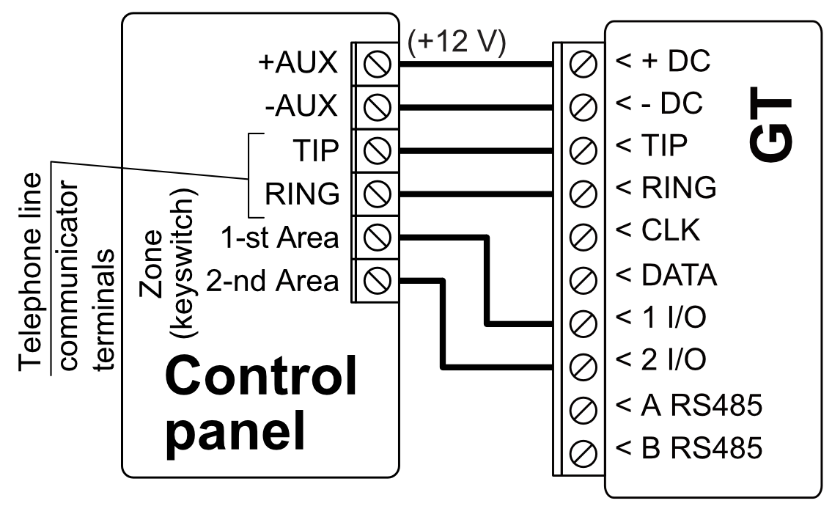 Telephone line
communicator
terminals
+AUX
-AUX
TIP
RING
Zone
(keyswitch)
1-st Area
2-nd Area
Control
panel
(+12 V)
< + DC
< - DC
< TIP
< RING
< CLK
< DATA
< 1 I/O
< 2 I/O
< A RS485
< B RS485
GT